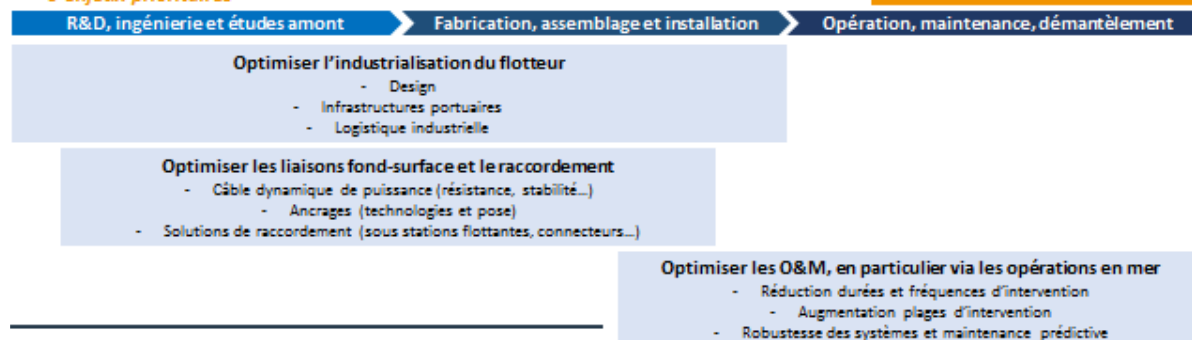 R&D, ingénierie et études amont
Fabrication, assemblage et installation
Opération, maintenance, démantèlement
Optimiser l'industrialisation du flotteur
- Design
- Infrastructures portuaires
- Logistique industrielle
Optimiser les liaisons fond-surface et le raccordement
- Câble dynamique de puissance (résistance, stabilité…)
- Ancrages (technologies et pose)
- Solutions de raccordement (sous stations flottantes, connecteurs…)
Optimiser les O&M, en particulier via les opérations en mer
- Réduction durées et fréquences d'intervention
- Augmentation plages d'intervention
- Robustesse des systèmes et maintenance prédictive